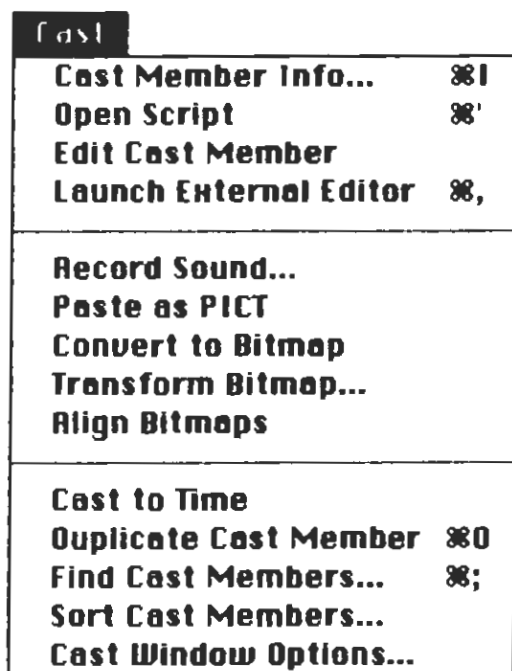 Cast
Cast Member Info... ⌘I
Open Script ⌘'
Edit Cast Member
Launch External Editor ⌘,
Record Sound...
Paste as PICT
Convert to Bitmap
Transform Bitmap...
Align Bitmaps
Cast to Time
Duplicate Cast Member ⌘D
Find Cast Members... ⌘;
Sort Cast Members...
Cast Window Options...